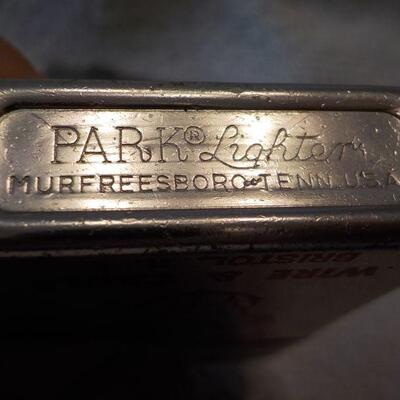 PARK® Lighter
MURFREESBORO-TENN.U.S.A
WIRE &
BRISTOL